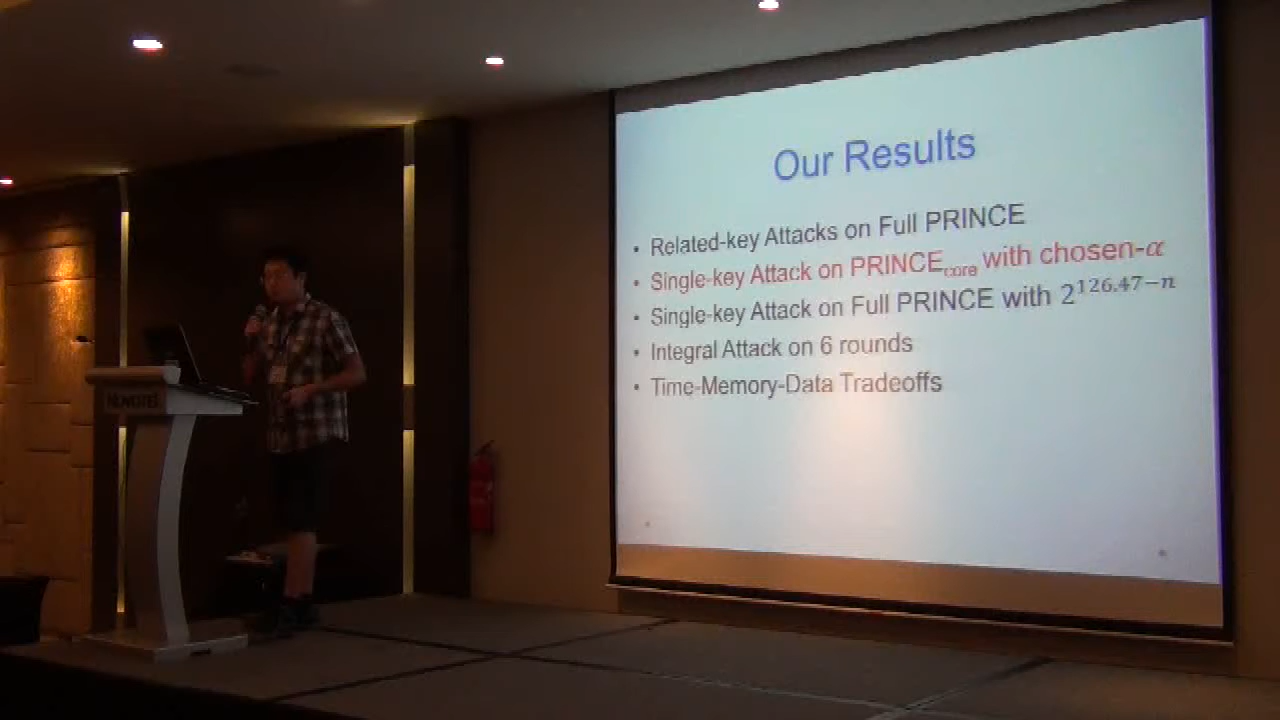 Our Results
• Related-key Attacks on Full PRINCE
• Single-key Attack on PRINCE_core with chosen-α
• Single-key Attack on Full PRINCE with 2^{126.47−n}
• Integral Attack on 6 rounds
• Time-Memory-Data Tradeoffs
NOVOTEL